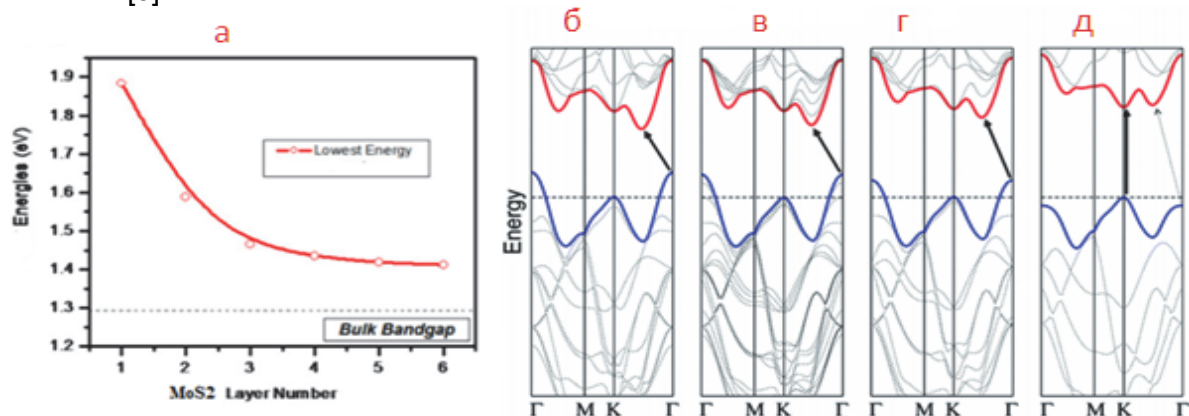 [6]
а
б
в
г
д
1.9
1.8
1.7
1.6
1.5
1.4
1.3
1.2
Energies (eV)
Lowest Energy
Bulk Bandgap
1 2 3 4 5 6
MoS2 Layer Number
Energy
Γ M K Γ
Γ M K Γ
Γ M K Γ
Γ M K Γ